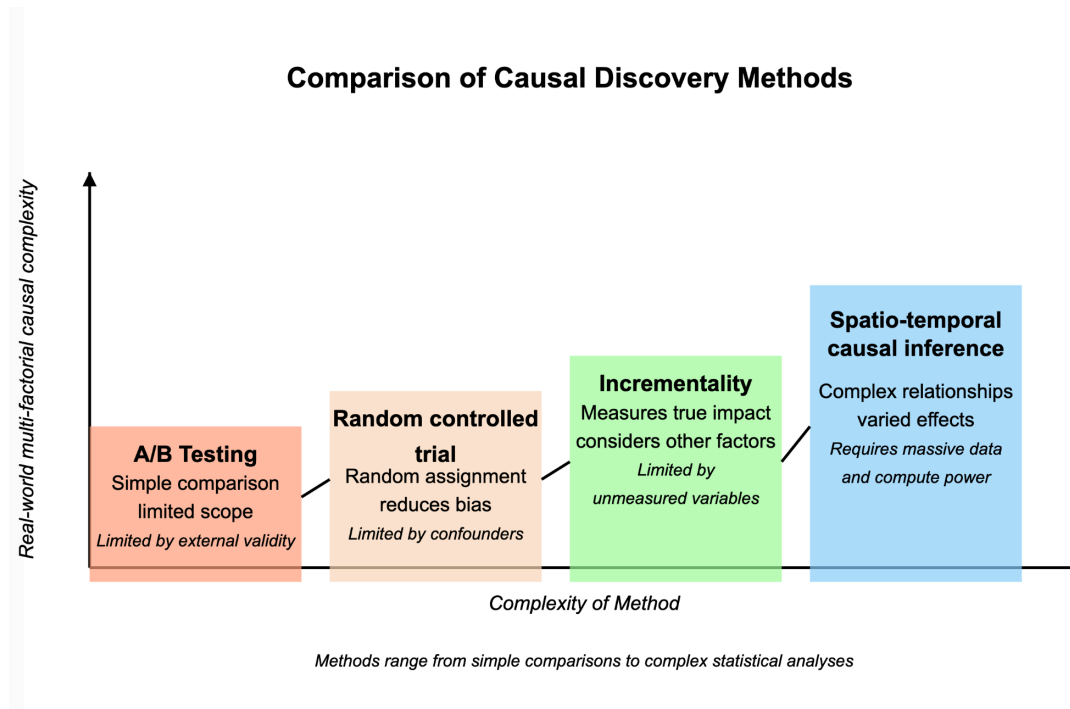 Comparison of Causal Discovery Methods
Real-world multi-factorial causal complexity
A/B Testing
Simple comparison
limited scope
Limited by external validity
Random controlled
trial
Random assignment
reduces bias
Limited by confounders
Incrementality
Measures true impact
considers other factors
Limited by
unmeasured variables
Spatio-temporal
causal inference
Complex relationships
varied effects
Requires massive data
and compute power
Complexity of Method
Methods range from simple comparisons to complex statistical analyses